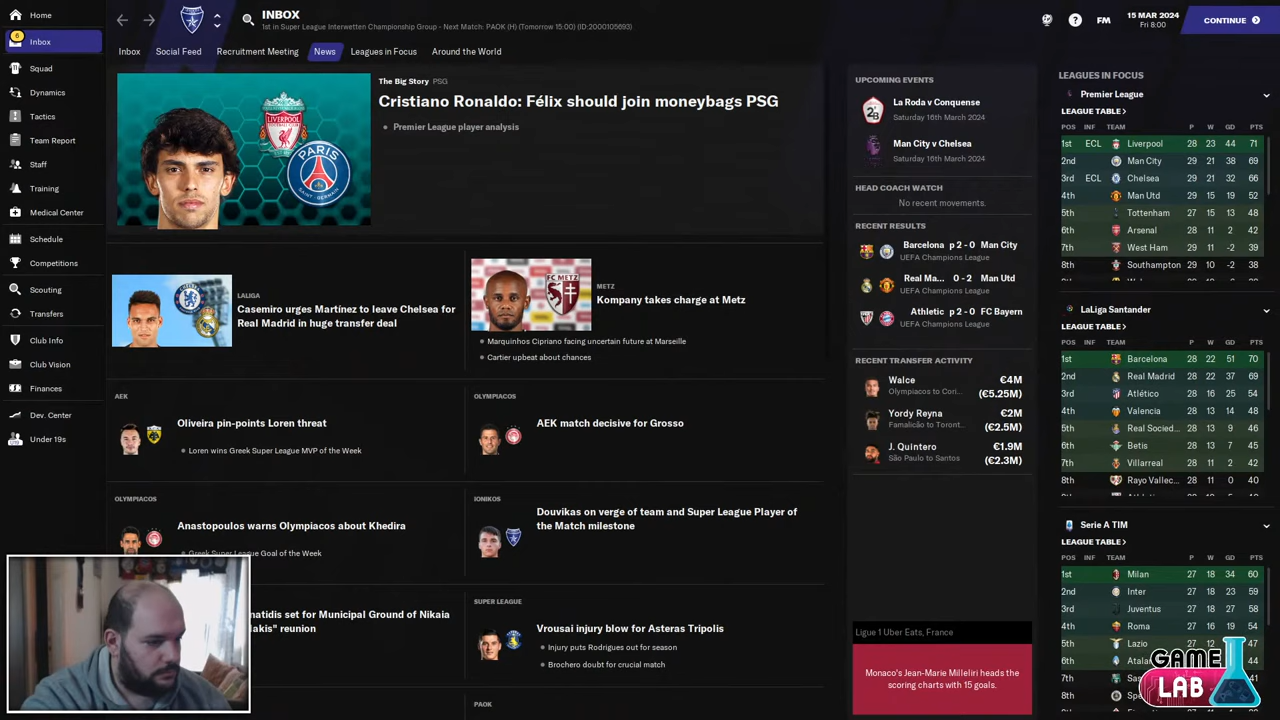 Home
Inbox
6
Squad
Dynamics
Tactics
Team Report
Staff
Training
Medical Center
Schedule
Competitions
Scouting
Transfers
Club Info
Club Vision
Finances
Dev. Center
Under 19s
INBOX
1st in Super League Interwetten Championship Group - Next Match: PAOK (H) (Tomorrow 15:00) (ID:2000105693)
FM
15 MAR 2024
Fri 8:00
CONTINUE
Inbox
Social Feed
Recruitment Meeting
News
Leagues in Focus
Around the World
The Big Story PSG
Cristiano Ronaldo: Félix should join moneybags PSG
Premier League player analysis
LALIGA
Casemiro urges Martínez to leave Chelsea for
Real Madrid in huge transfer deal
METZ
Kompany takes charge at Metz
Marquinhos Cipriano facing uncertain future at Marseille
Cartier upbeat about chances
AEK
Oliveira pin-points Loren threat
Loren wins Greek Super League MVP of the Week
OLYMPIACOS
AEK match decisive for Grosso
OLYMPIACOS
Anastopoulos warns Olympiacos about Khedira
Greek Super League Goal of the Week
IONIKOS
Douvikas on verge of team and Super League Player of
the Match milestone
set for Municipal Ground of Nikaia
reunion
SUPER LEAGUE
Vrousai injury blow for Asteras Tripolis
Injury puts Rodrigues out for season
Brochero doubt for crucial match
PAOK
UPCOMING EVENTS
La Roda v Conquense
Saturday 16th March 2024
Man City v Chelsea
Saturday 16th March 2024
HEAD COACH WATCH
No recent movements.
RECENT RESULTS
Barcelona p 2 - 0 Man City
UEFA Champions League
Real Ma... 0 - 2 Man Utd
UEFA Champions League
Athletic p 2 - 0 FC Bayern
UEFA Champions League
RECENT TRANSFER ACTIVITY
Walce €4M
Olympiacos to Cori... (€5.25M)
Yordy Reyna €2M
Famalicão to Toront... (€2.5M)
J. Quintero €1.9M
São Paulo to Santos (€2.3M)
Ligue 1 Uber Eats, France
Monaco's Jean-Marie Milleliri heads the
scoring charts with 15 goals.
LEAGUES IN FOCUS
Premier League
LEAGUE TABLE
POS INF TEAM P W GD PTS
1st ECL Liverpool 28 23 44 71
2nd Man City 29 21 38 69
3rd ECL Chelsea 29 21 32 66
4th Man Utd 28 15 19 52
5th Tottenham 27 15 13 48
6th Arsenal 28 11 2 42
7th West Ham 29 11 -2 39
8th Southampton 29 10 -2 38
LaLiga Santander
LEAGUE TABLE
POS INF TEAM P W GD PTS
1st Barcelona 28 22 51 70
2nd Real Madrid 28 22 37 69
3rd Atlético 28 16 25 54
4th Valencia 28 13 14 48
5th Real Socied... 28 13 9 46
6th Betis 28 13 7 45
7th Villarreal 28 11 2 42
8th Rayo Vallec... 28 11 0 40
Serie A TIM
LEAGUE TABLE
POS INF TEAM P W GD PTS
1st Milan 27 18 34 60
2nd Inter 27 18 23 59
3rd Juventus 27 18 27 58
4th Roma 27 16 19 54
5th Lazio
6th
7th
8th
GAME
LAB